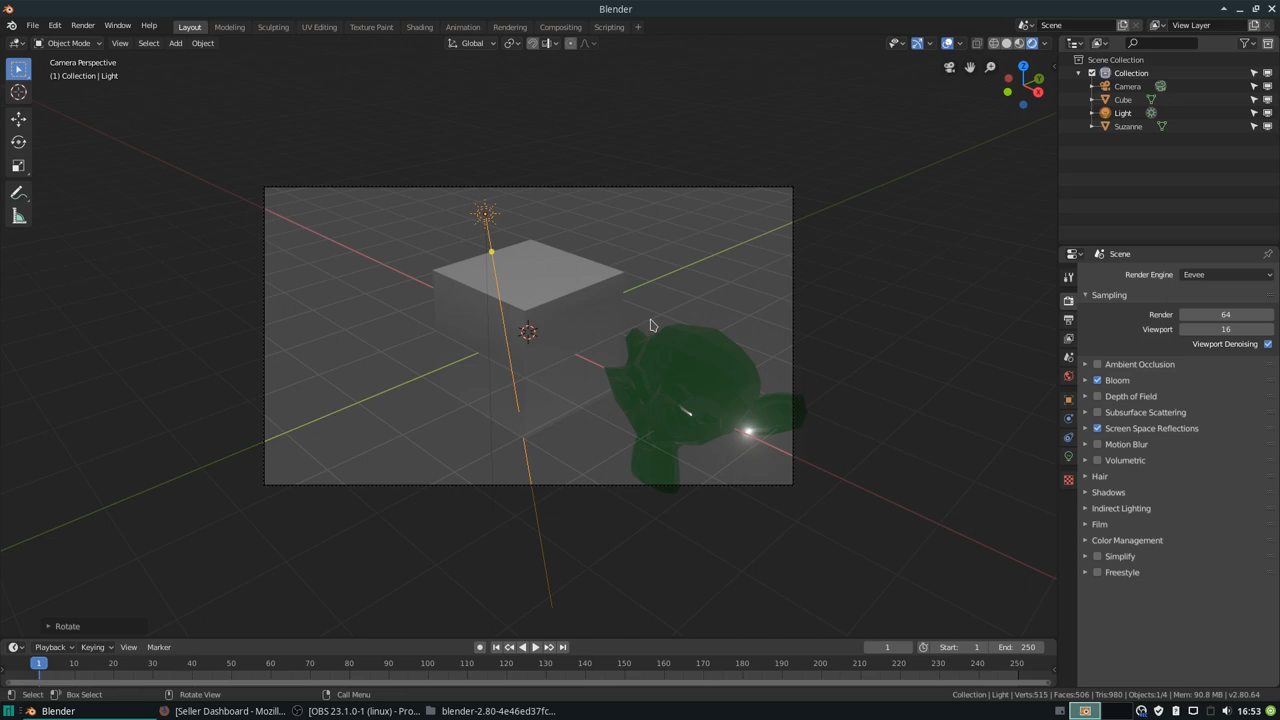 Blender
File Edit Render Window Help
Layout Modeling Sculpting UV Editing Texture Paint Shading Animation Rendering Compositing Scripting +
Scene
View Layer
Object Mode View Select Add Object
Global
Camera Perspective
(1) Collection | Light
Z
Y
X
Scene Collection
Collection
Camera
Cube
Light
Suzanne
Scene
Render Engine Eevee
Sampling
Render 64
Viewport 16
Viewport Denoising
Ambient Occlusion
Bloom
Depth of Field
Subsurface Scattering
Screen Space Reflections
Motion Blur
Volumetric
Hair
Shadows
Indirect Lighting
Film
Color Management
Simplify
Freestyle
Rotate
Playback Keying View Marker
1 Start: 1 End: 250
1 10 20 30 40 50 60 70 80 90 100 110 120 130 140 150 160 170 180 190 200 210 220 230 240 250
Select Box Select Rotate View Call Menu
Collection | Light | Verts:515 | Faces:506 | Tris:980 | Objects:1/4 | Mem: 90.8 MB | v2.80.64
Blender [Seller Dashboard - Mozill... [OBS 23.1.0-1 (linux) - Pro... blender-2.80-4e46ed37fc...
16:53